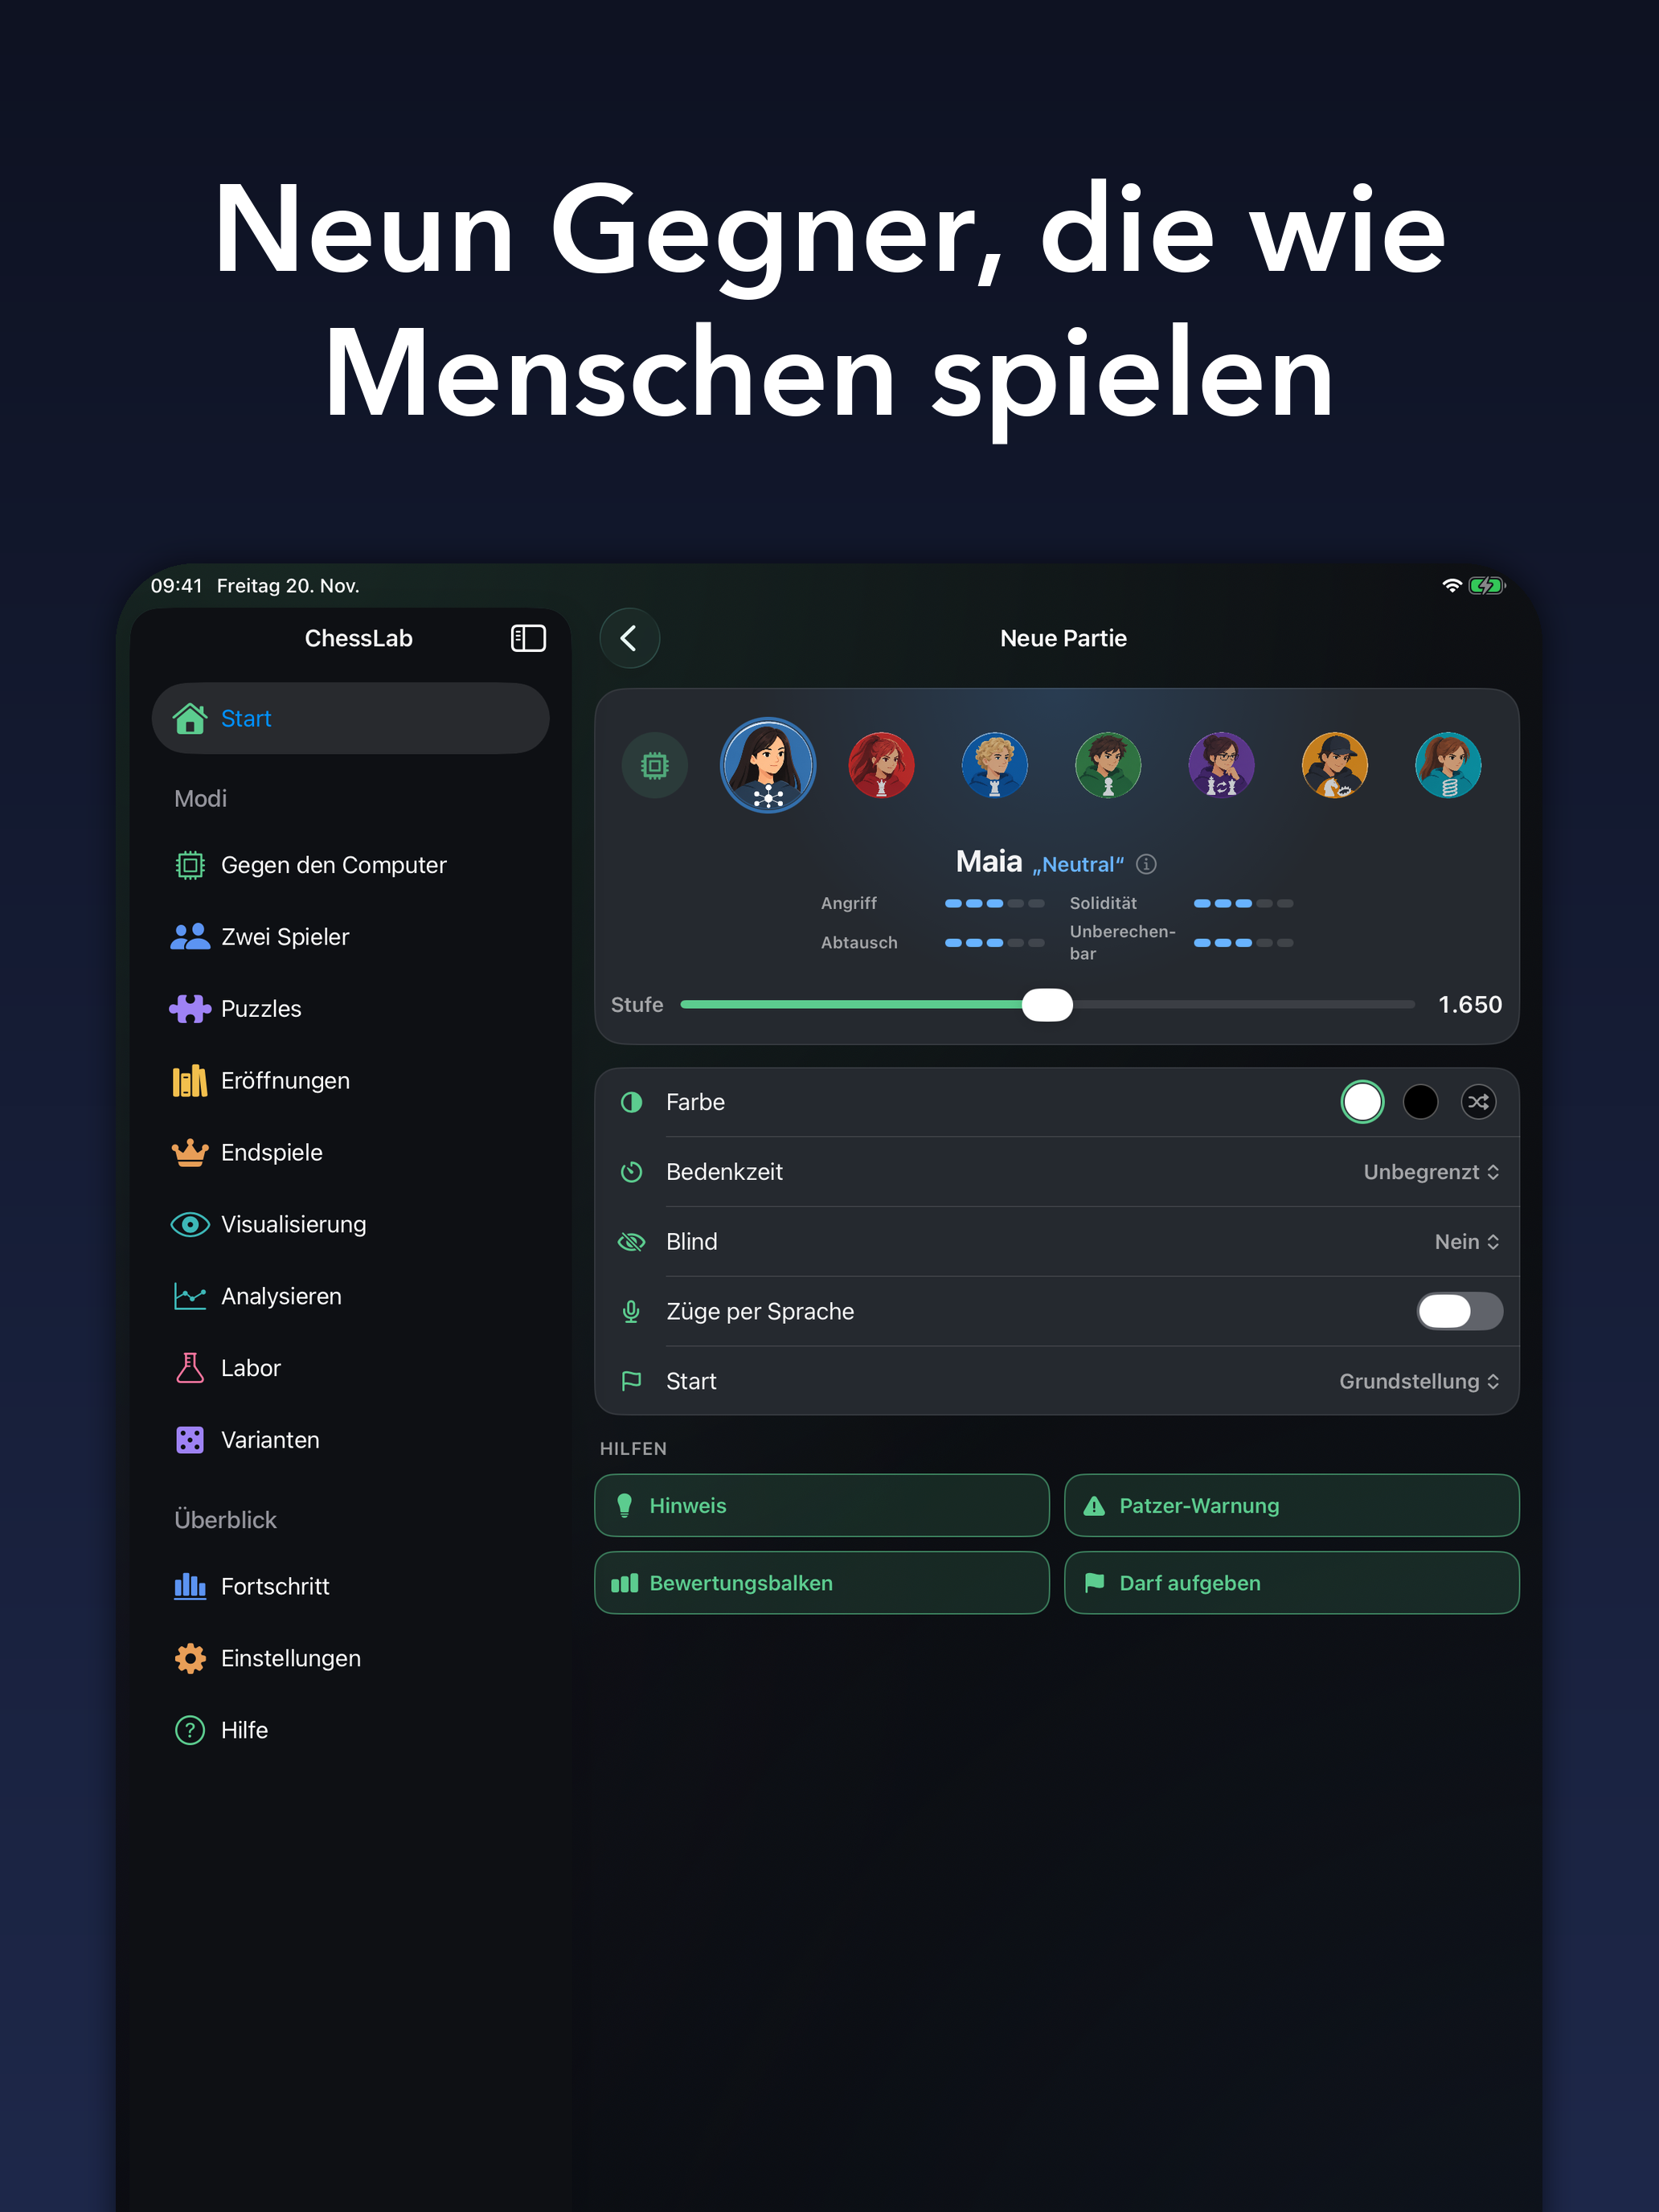 Neun Gegner, die wie
Menschen spielen
09:41 Freitag 20. Nov.
ChessLab
Start
Modi
Gegen den Computer
Zwei Spieler
Puzzles
Eröffnungen
Endspiele
Visualisierung
Analysieren
Labor
Varianten
Überblick
Fortschritt
Einstellungen
Hilfe
Neue Partie
Maia „Neutral“
Angriff
Solidität
Abtausch
Unberechen-
bar
Stufe 1.650
Farbe
Bedenkzeit Unbegrenzt
Blind Nein
Züge per Sprache
Start Grundstellung
HILFEN
Hinweis
Patzer-Warnung
Bewertungsbalken
Darf aufgeben